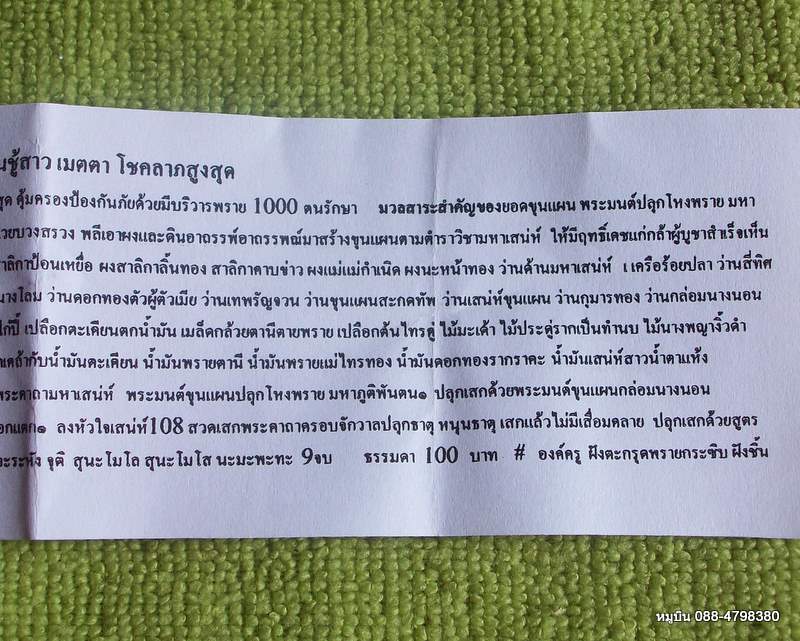 นชู้สาว เมตตา โชคลาภสูงสุด
สุด คุ้มครองป้องกันภัยด้วยมีบริวารพราย 1000 ตนรักษา มวลสาระสำคัญของยอดขุนแผน พระมนต์ปลุกโหงพราย มหา
วยบวงสรวง พลีเอาผงและดินอาถรรพ์อาถรรพณ์มาสร้างขุนแผนตามตำราวิชามหาเสน่ห์ ให้มีฤทธิ์เดชแก่กล้าผู้บูชาสำเร็จเห็น
าลิกาป้อนเหยื่อ ผงสาลิกาลิ้นทอง สาลิกาคาบข่าว ผงแม่แม่กำเนิด ผงนะหน้าทอง ว่านด้านมหาเสน่ห์ เ เครือร้อยปลา ว่านสี่ทิศ
นางโลม ว่านดอกทองตัวผู้ตัวเมีย ว่านเทพรัญจวน ว่านขุนแผนสะกดทัพ ว่านเสน่ห์ขุนแผน ว่านกุมารทอง ว่านกล่อมนางนอน
ไก่ปี้ เปลือกตะเคียนตกน้ำมัน เมล็ดกล้วยตานีตายพราย เปลือกต้นไทรคู่ ไม้มะเค้า ไม้ประดู่รากเป็นทำนบ ไม้นางพญางิ้วดำ
าคล้ากับน้ำมันตะเคียน น้ำมันพรายตานี น้ำมันพรายแม่ไทรทอง น้ำมันดอกทองรากราคะ น้ำมันเสน่ห์สาวน้ำตาแห้ง
พระคาถามหาเสน่ห์ พระมนต์ขุนแผนปลุกโหงพราย มหาภูติพันตน๑ ปลุกเสกด้วยพระมนต์ขุนแผนกล่อมนางนอน
อกแตก๑ ลงหัวใจเสน่ห์108 สวดเสกพระคาถาครอบจักวาลปลุกธาตุ หนุนธาตุ เสกแล้วไม่มีเสื่อมคลาย ปลุกเสกด้วยสูตร
ะระหัง จุติ สุนะโมโล สุนะโมโส นะมะพะทะ 9จบ ธรรมดา 100 บาท # องค์ครู ฝังตะกรุดพรายกระซิบ ฝังชิ้น
หมูบิน 088-4798380